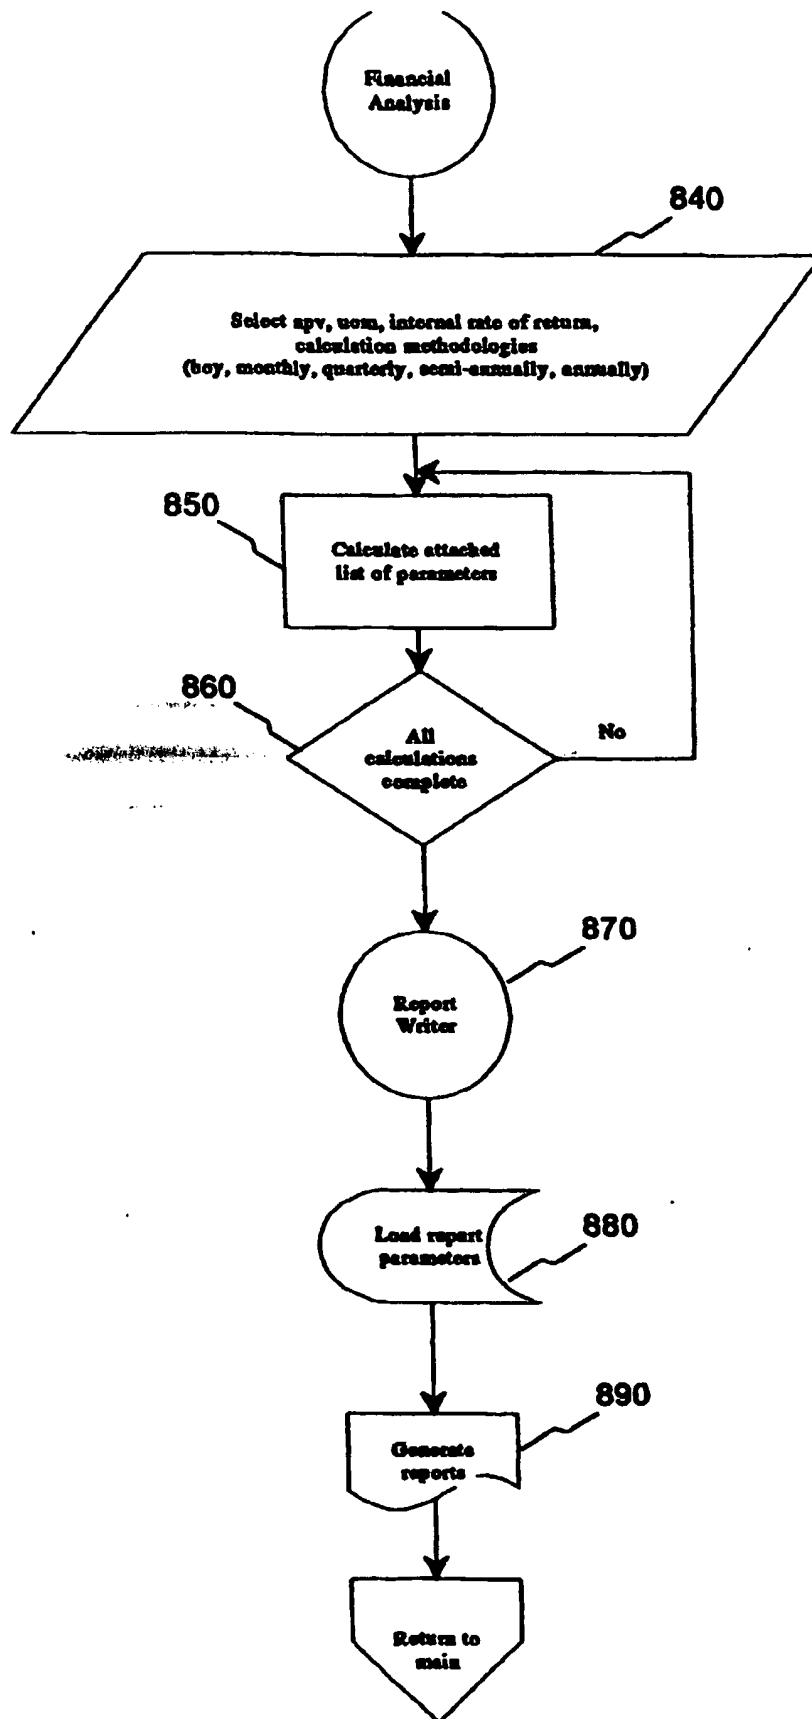 Financial
Analysis
840
Select npv, uom, internal rate of return,
calculation methodologies
(boy, monthly, quarterly, semi-annually, annually)
850
Calculate attached
list of parameters
860
All
calculations
complete
No
870
Report
Writer
Load report
parameters
880
890
Generate
reports
Return to
main